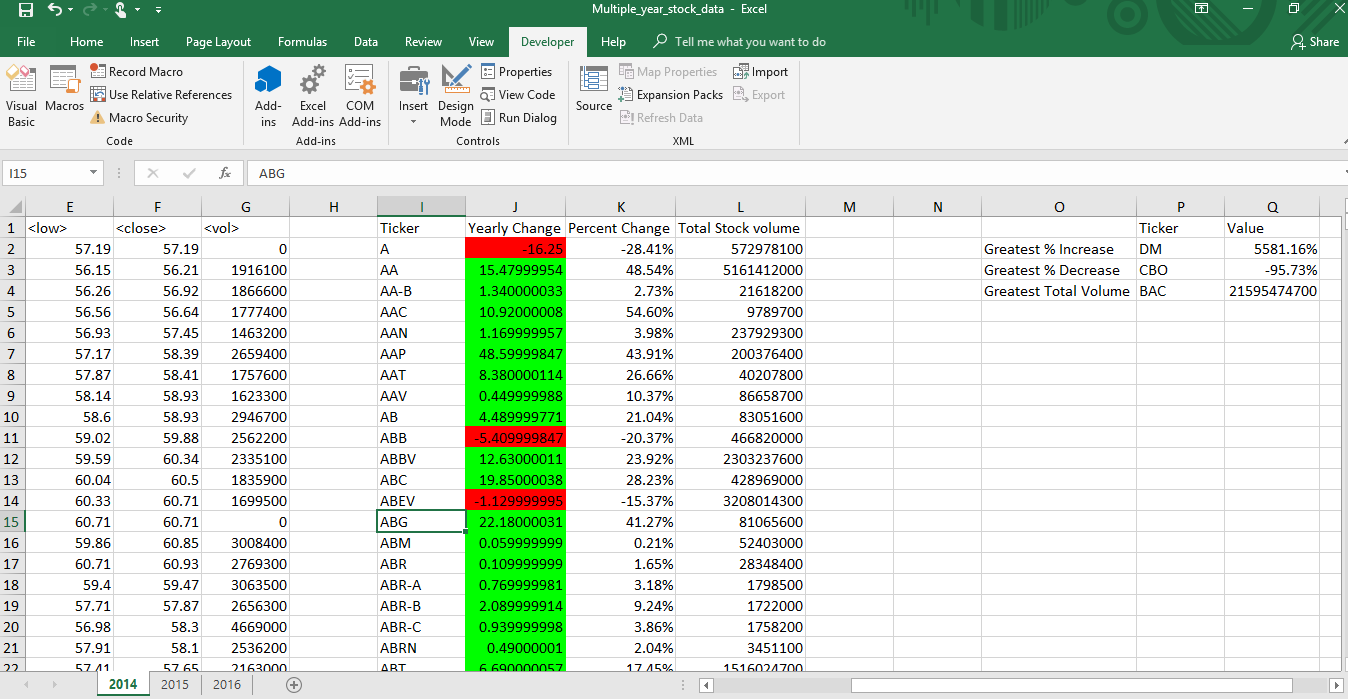 Multiple_year_stock_data - Excel
File Home Insert Page Layout Formulas Data Review View Developer Help Tell me what you want to do Share
Visual Basic
Macros
Record Macro
Use Relative References
Macro Security
Code
Add-ins
Excel Add-ins
COM Add-ins
Add-ins
Insert
Design Mode
Properties
View Code
Run Dialog
Controls
Source
Map Properties
Expansion Packs
Refresh Data
Import
Export
XML
I15 fx ABG
E F G H I J K L M N O P Q
1 <low> <close> <vol> Ticker Yearly Change Percent Change Total Stock volume Ticker Value
2 57.19 57.19 0 A -16.25 -28.41% 572978100 Greatest % Increase DM 5581.16%
3 56.15 56.21 1916100 AA 15.47999954 48.54% 5161412000 Greatest % Decrease CBO -95.73%
4 56.26 56.92 1866600 AA-B 1.340000033 2.73% 21618200 Greatest Total Volume BAC 21595474700
5 56.56 56.64 1777400 AAC 10.92000008 54.60% 9789700
6 56.93 57.45 1463200 AAN 1.169999957 3.98% 237929300
7 57.17 58.39 2659400 AAP 48.59999847 43.91% 200376400
8 57.87 58.41 1757600 AAT 8.380000114 26.66% 40207800
9 58.14 58.93 1623300 AAV 0.449999988 10.37% 86658700
10 58.6 58.93 2946700 AB 4.489999771 21.04% 83051600
11 59.02 59.88 2562200 ABB -5.409999847 -20.37% 466820000
12 59.59 60.34 2335100 ABBV 12.63000011 23.92% 2303237600
13 60.04 60.5 1835900 ABC 19.85000038 28.23% 428969000
14 60.33 60.71 1699500 ABEV -1.129999995 -15.37% 3208014300
15 60.71 60.71 0 ABG 22.18000031 41.27% 81065600
16 59.86 60.85 3008400 ABM 0.059999999 0.21% 52403000
17 60.71 60.93 2769300 ABR 0.109999999 1.65% 28348400
18 59.4 59.47 3063500 ABR-A 0.769999981 3.18% 1798500
19 57.71 57.87 2656300 ABR-B 2.089999914 9.24% 1722000
20 56.98 58.3 4669000 ABR-C 0.939999998 3.86% 1758200
21 57.91 58.1 2536200 ABRN 0.49000001 2.04% 3451100
22 57.41 57.65 2163000 ABT 6.690000057 17.45% 1516024700
2014 2015 2016